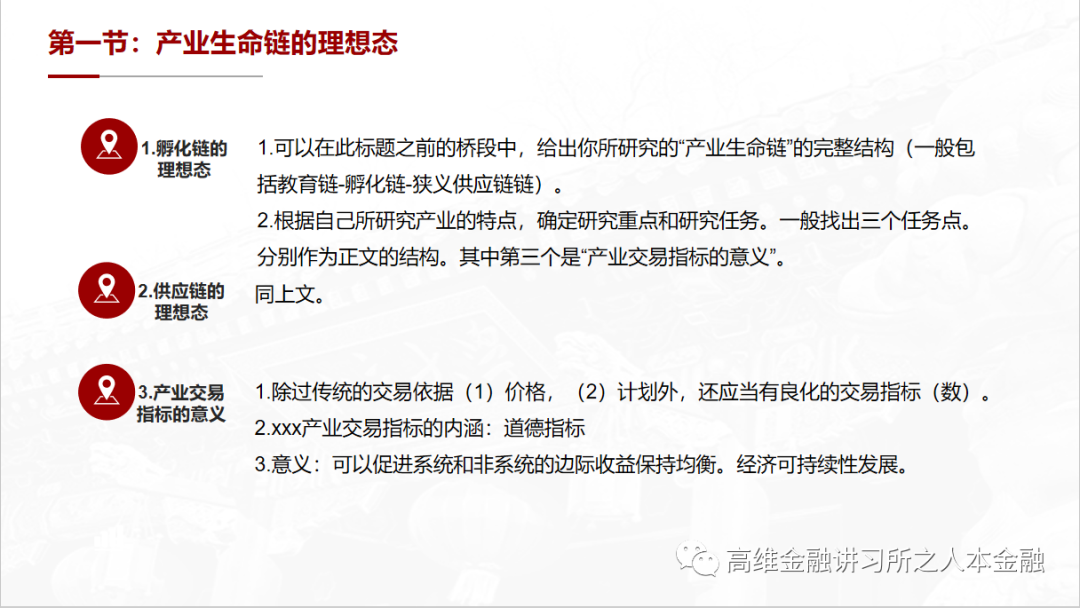 第一节：产业生命链的理想态
1.孵化链的
理想态
1.可以在此标题之前的桥段中，给出你所研究的“产业生命链”的完整结构（一般包
括教育链-孵化链-狭义供应链链）。
2.根据自己所研究产业的特点，确定研究重点和研究任务。一般找出三个任务点。
分别作为正文的结构。其中第三个是“产业交易指标的意义”。
2.供应链的
理想态
同上文。
3.产业交易
指标的意义
1.除过传统的交易依据（1）价格，（2）计划外，还应当有良化的交易指标（数）。
2.xxx产业交易指标的内涵：道德指标
3.意义：可以促进系统和非系统的边际收益保持均衡。经济可持续性发展。
高维金融讲习所之人本金融